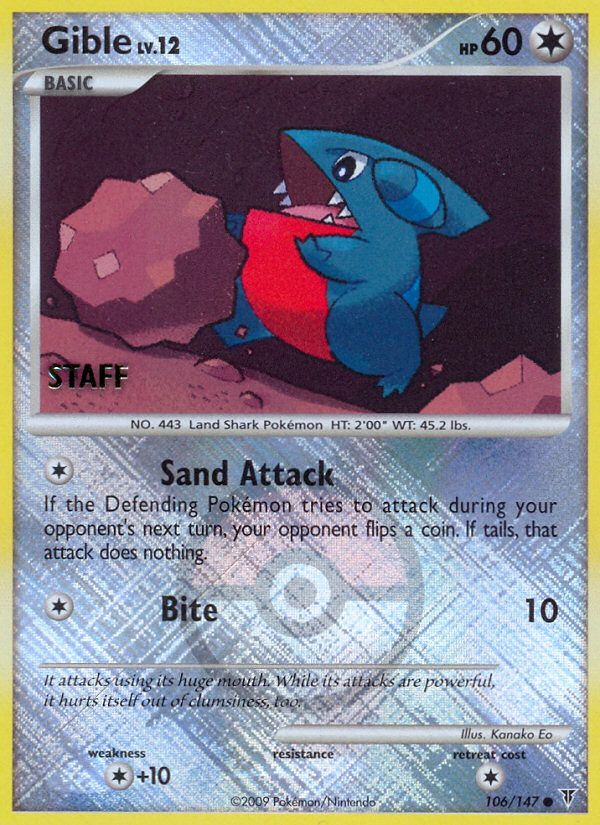 Gible LV.12 HP 60
BASIC
STAFF
NO. 443 Land Shark Pokémon HT: 2'00" WT: 45.2 lbs.
Sand Attack
If the Defending Pokémon tries to attack during your
opponent's next turn, your opponent flips a coin. If tails, that
attack does nothing.
Bite 10
It attacks using its huge mouth. While its attacks are powerful,
it hurts itself out of clumsiness, too.
Illus. Kanako Eo
weakness resistance retreat cost
+10
©2009 Pokémon/Nintendo 106/147